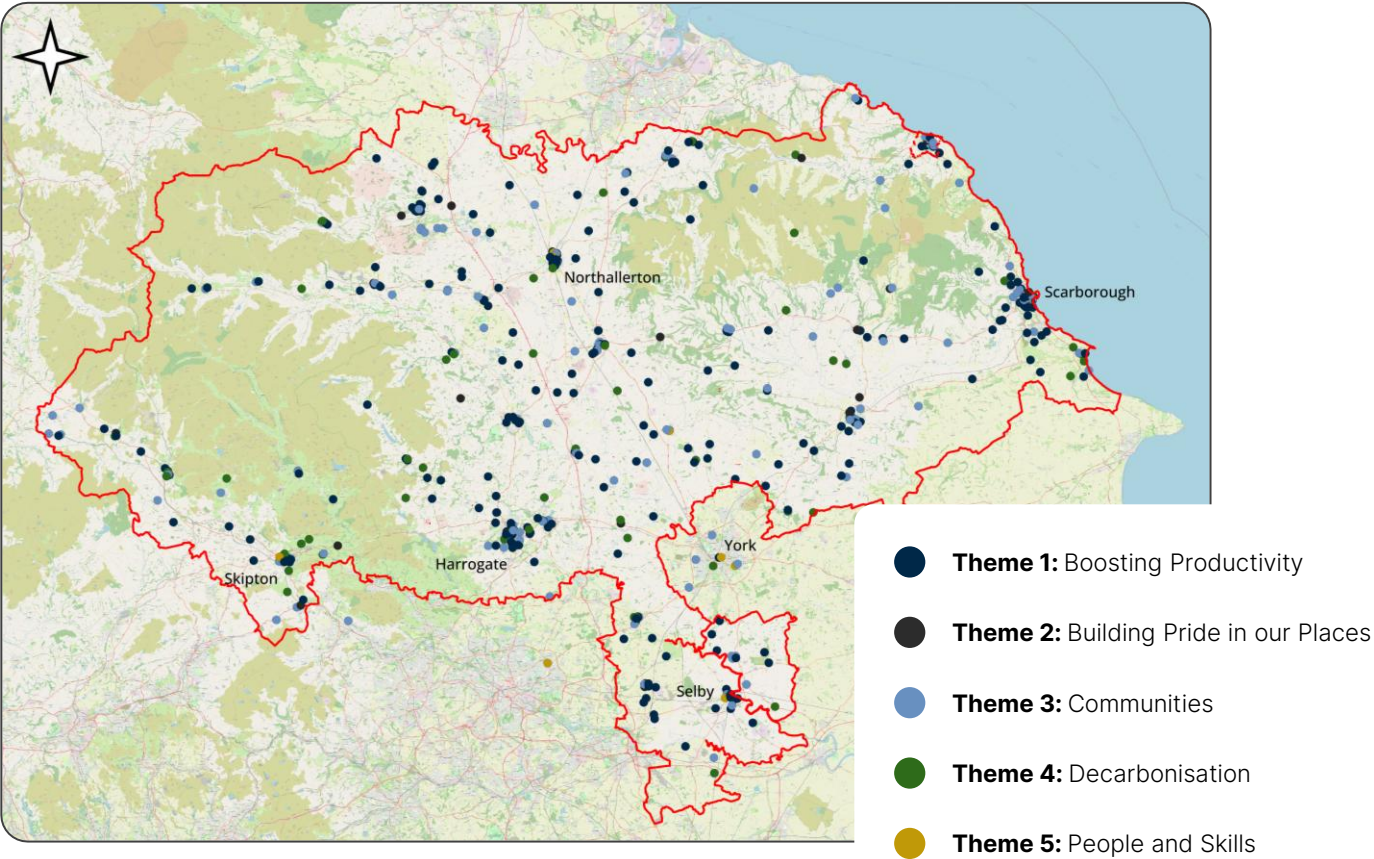 Northallerton
Scarborough
York
Harrogate
Skipton
Selby
Theme 1: Boosting Productivity
Theme 2: Building Pride in our Places
Theme 3: Communities
Theme 4: Decarbonisation
Theme 5: People and Skills